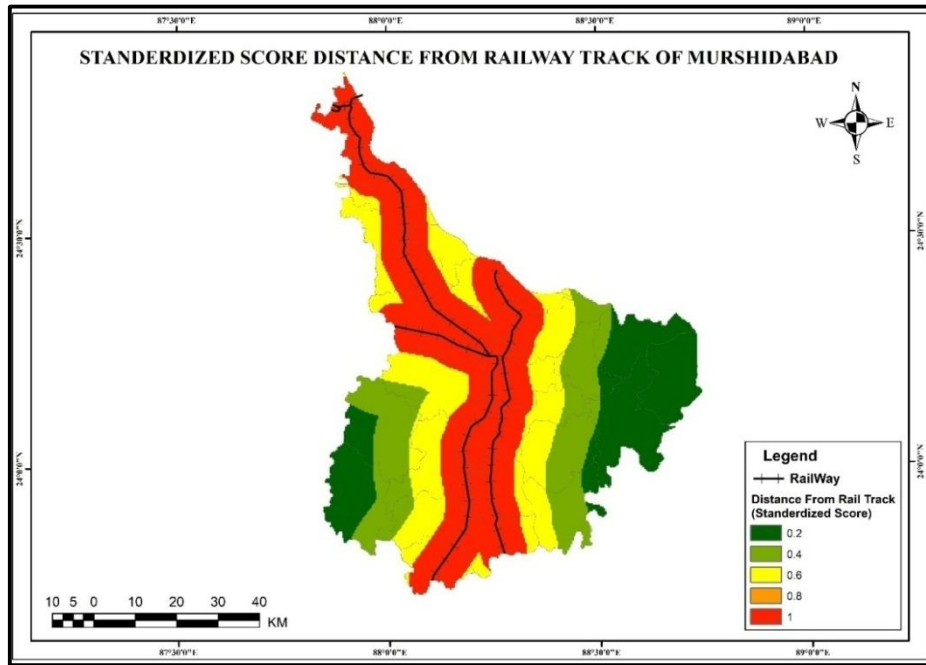 87°30'0"E 88°0'0"E 88°30'0"E 89°0'0"E
STANDERDIZED SCORE DISTANCE FROM RAILWAY TRACK OF MURSHIDABAD
N
W E
S
24°30'0"N 24°30'0"N
24°0'0"N 24°0'0"N
Legend
RailWay
Distance From Rail Track
(Standerdized Score)
0.2
0.4
0.6
0.8
1
10 5 0 10 20 30 40
KM
87°30'0"E 88°0'0"E 88°30'0"E 89°0'0"E